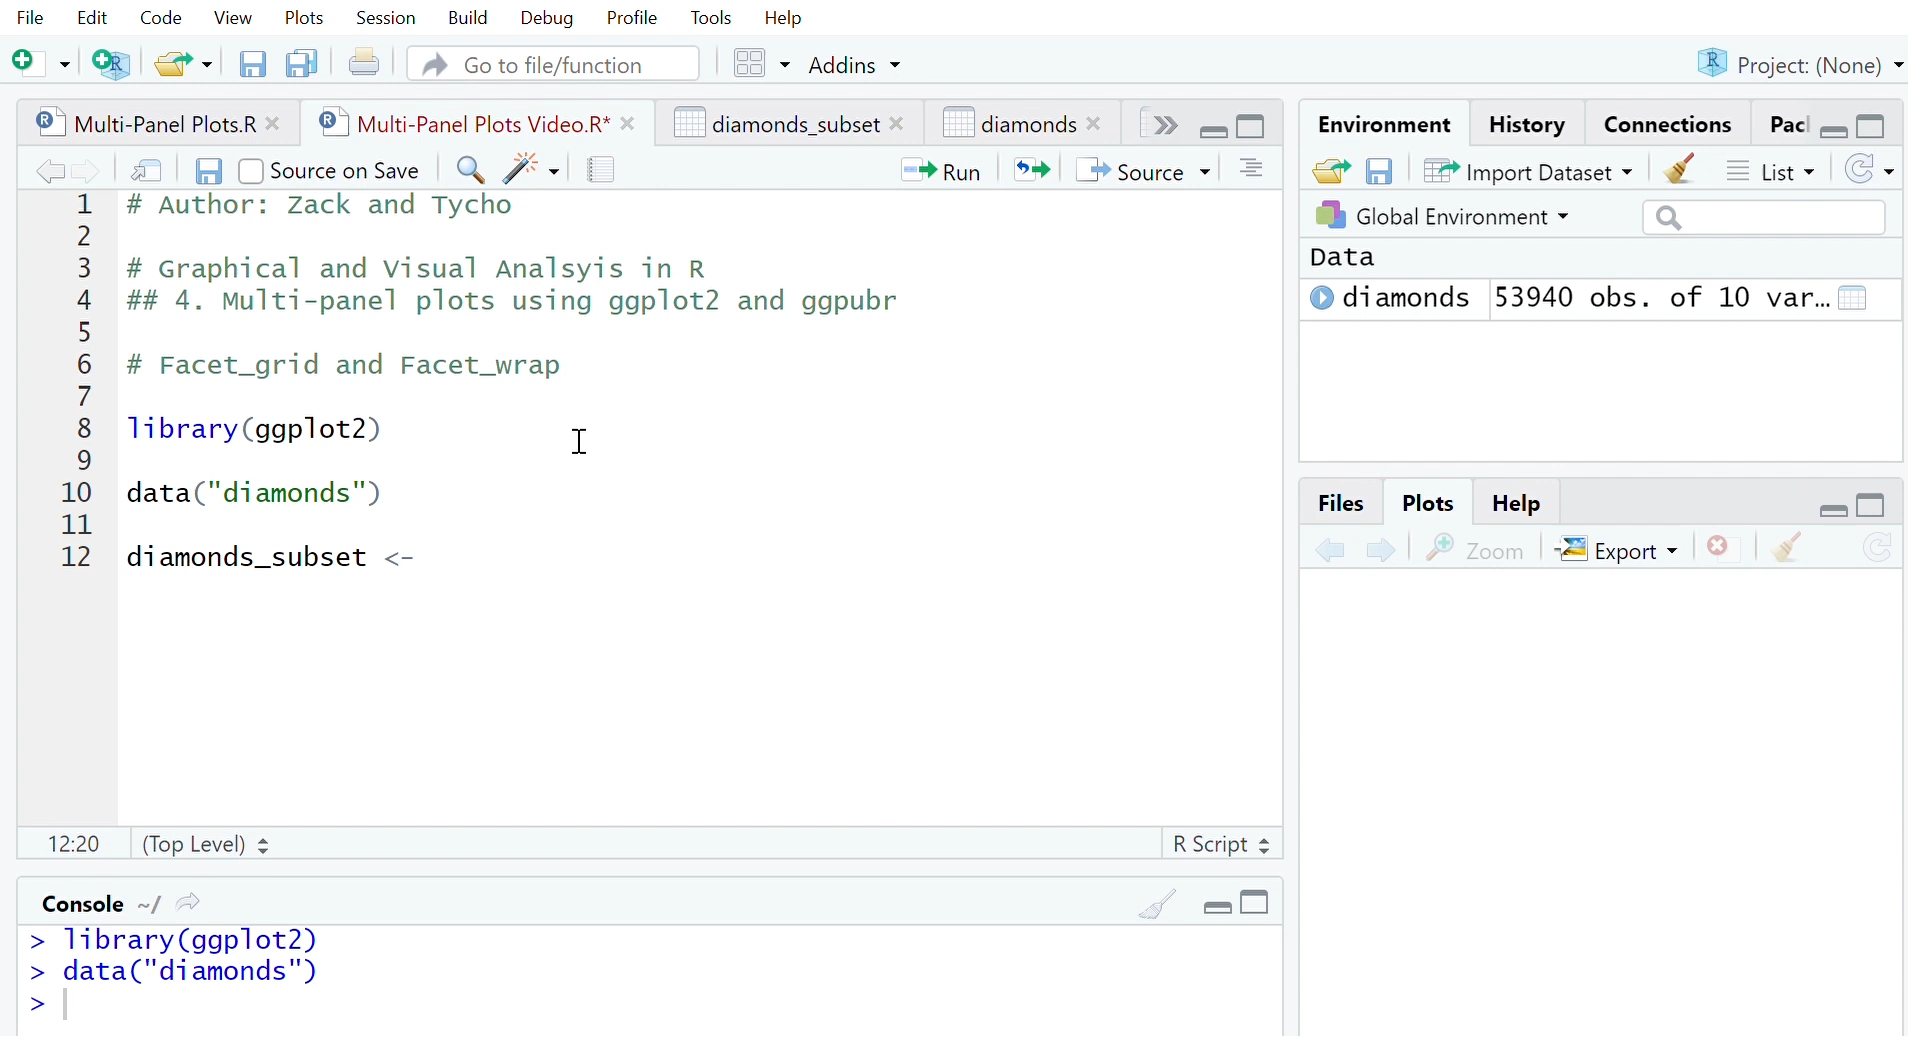 File Edit Code View Plots Session Build Debug Profile Tools Help
Go to file/function Addins Project: (None)
Multi-Panel Plots.R Multi-Panel Plots Video.R* diamonds_subset diamonds
Source on Save Run Source
1 # Author: Zack and Tycho
2
3 # Graphical and Visual Analsyis in R
4 ## 4. Multi-panel plots using ggplot2 and ggpubr
5
6 # Facet_grid and Facet_wrap
7
8 library(ggplot2)
9
10 data("diamonds")
11
12 diamonds_subset <-
12:20 (Top Level) R Script
Console ~/
> library(ggplot2)
> data("diamonds")
>
Environment History Connections Pac
Import Dataset List
Global Environment
Data
diamonds 53940 obs. of 10 var...
Files Plots Help
Zoom Export